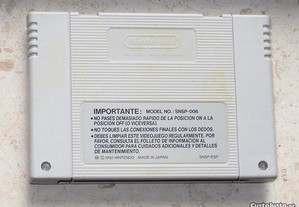 Nintendo
IMPORTANTE: MODEL NO.: SNSP-006
•NO PASES DEMASIADO RAPIDO DE LA POSICION ON A LA
POSICION OFF (O VICEVERSA).
•NO TOQUES LAS CONEXIONES FINALES CON LOS DEDOS.
•DEBES LIMPIAR ESTE VIDEOJUEGO REGULARMENTE, POR
FAVOR, CONSULTA EL FOLLETO DE INFORMACION AL
CONSUMIDOR PARA CUIDADOS ADICIONALES Y DETALLES
DE MANTENIMIENTO.
© 1992 NINTENDO MADE IN JAPAN SNSP-ESP